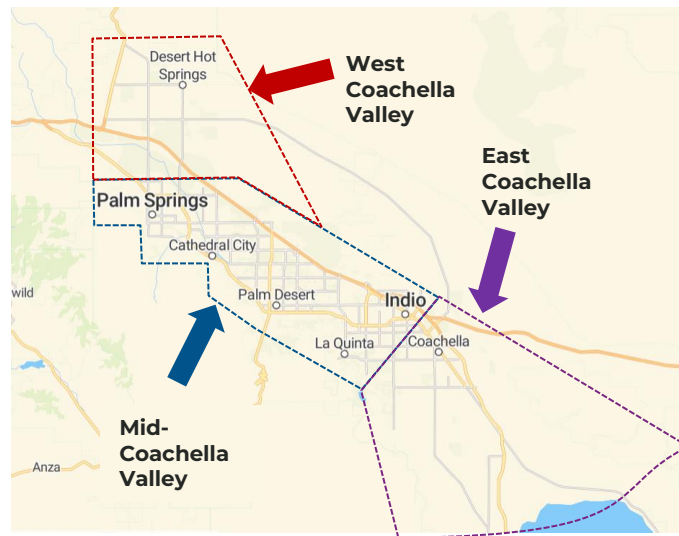 Desert Hot
Springs
West
Coachella
Valley
East
Coachella
Valley
Palm Springs
Cathedral City
wild
Palm Desert
Indio
La Quinta
Coachella
Mid-
Coachella
Valley
Anza